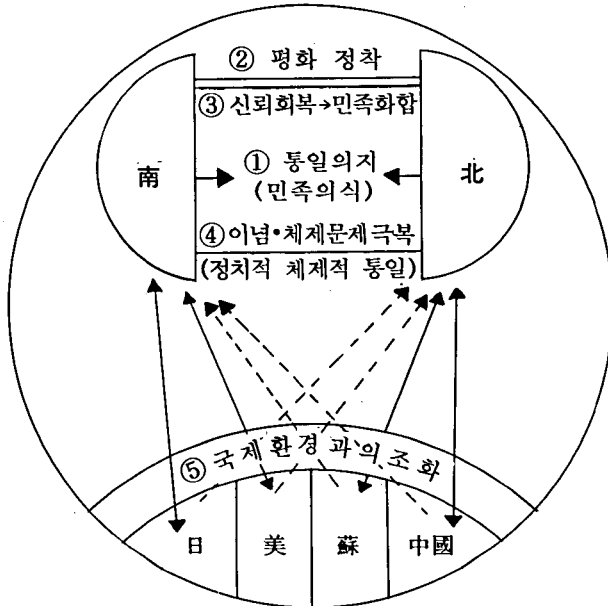 ② 평화 정착
③ 신뢰회복→민족화합
南
① 통일의지
(민족의식)
北
④ 이념·체제문제극복
(정치적 체제적 통일)
⑤ 국제환경과의 조화
日
美
蘇
中國